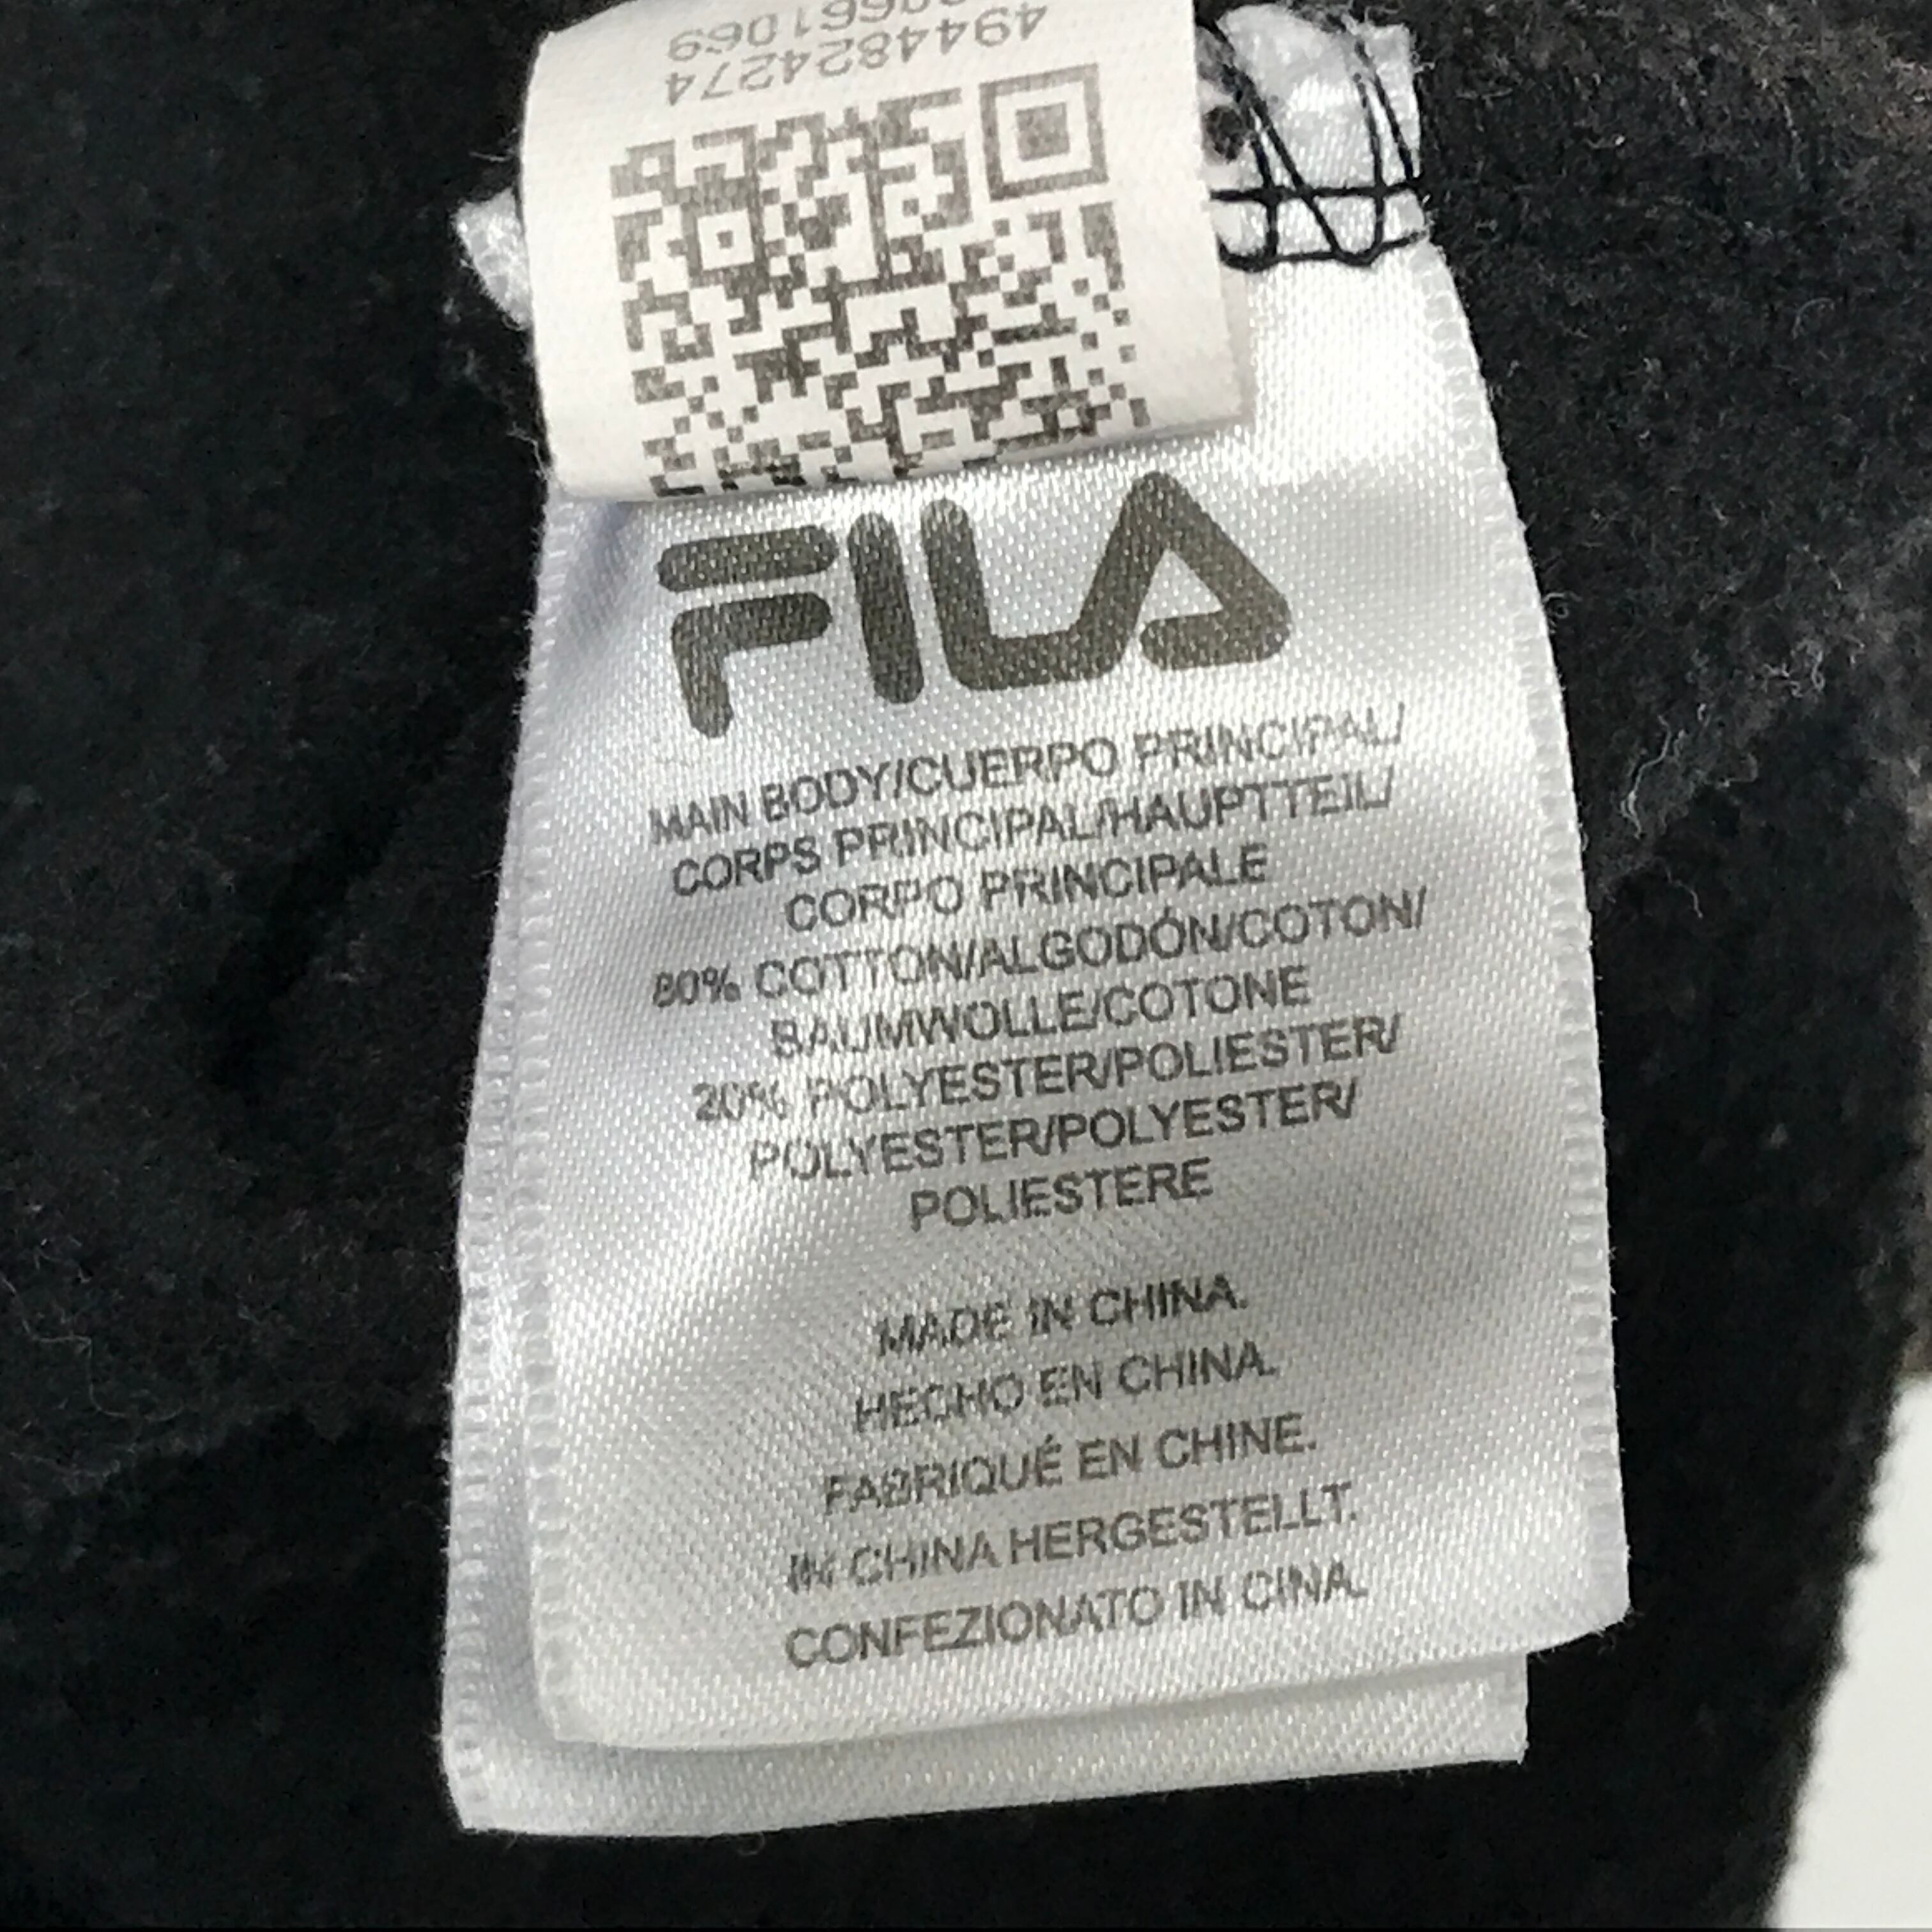 4944824274
FILA
MAIN BODY/CUERPO PRINCIPAL/
CORPS PRINCIPAL/HAUPTTEIL/
CORPO PRINCIPALE
80% COTTON/ALGODÓN/COTON/
BAUMWOLLE/COTONE
20% POLYESTER/POLIESTER/
POLYESTER/POLYESTER/
POLIESTERE
MADE IN CHINA.
HECHO EN CHINA.
FABRIQUÉ EN CHINE.
IN CHINA HERGESTELLT.
CONFEZIONATO IN CINA.